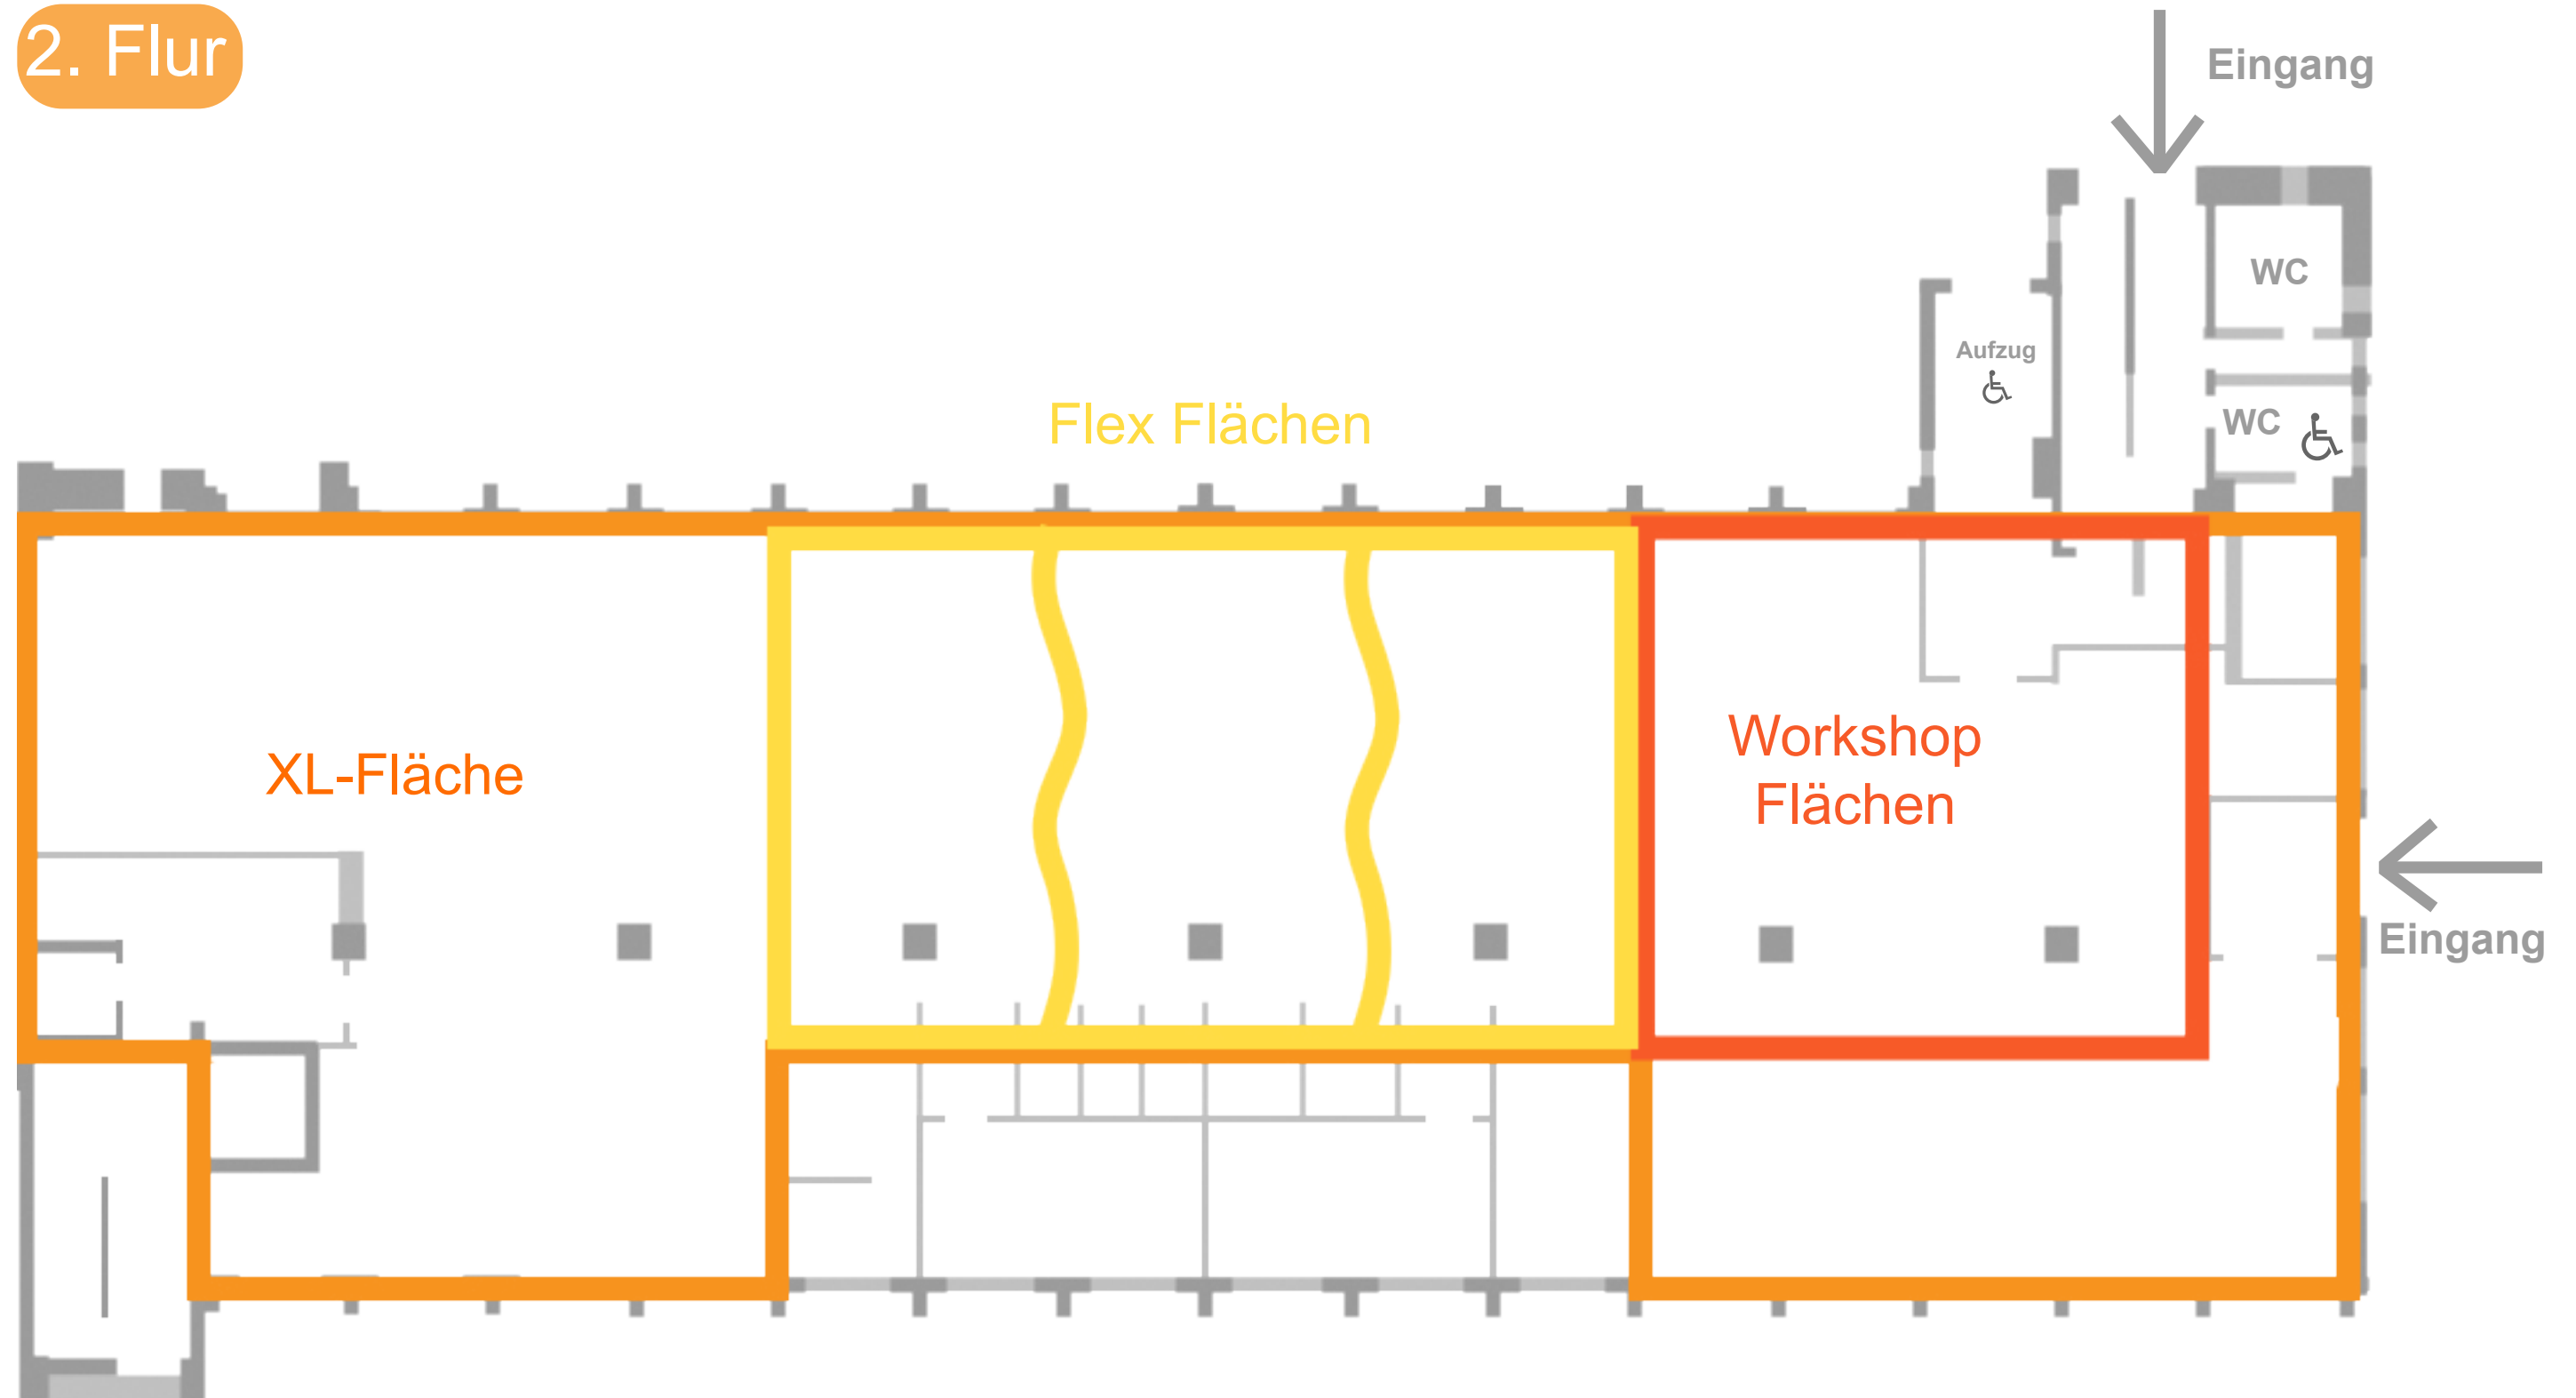 2. Flur
Eingang
WC
Aufzug
WC
Flex Flächen
XL-Fläche
Workshop
Flächen
Eingang